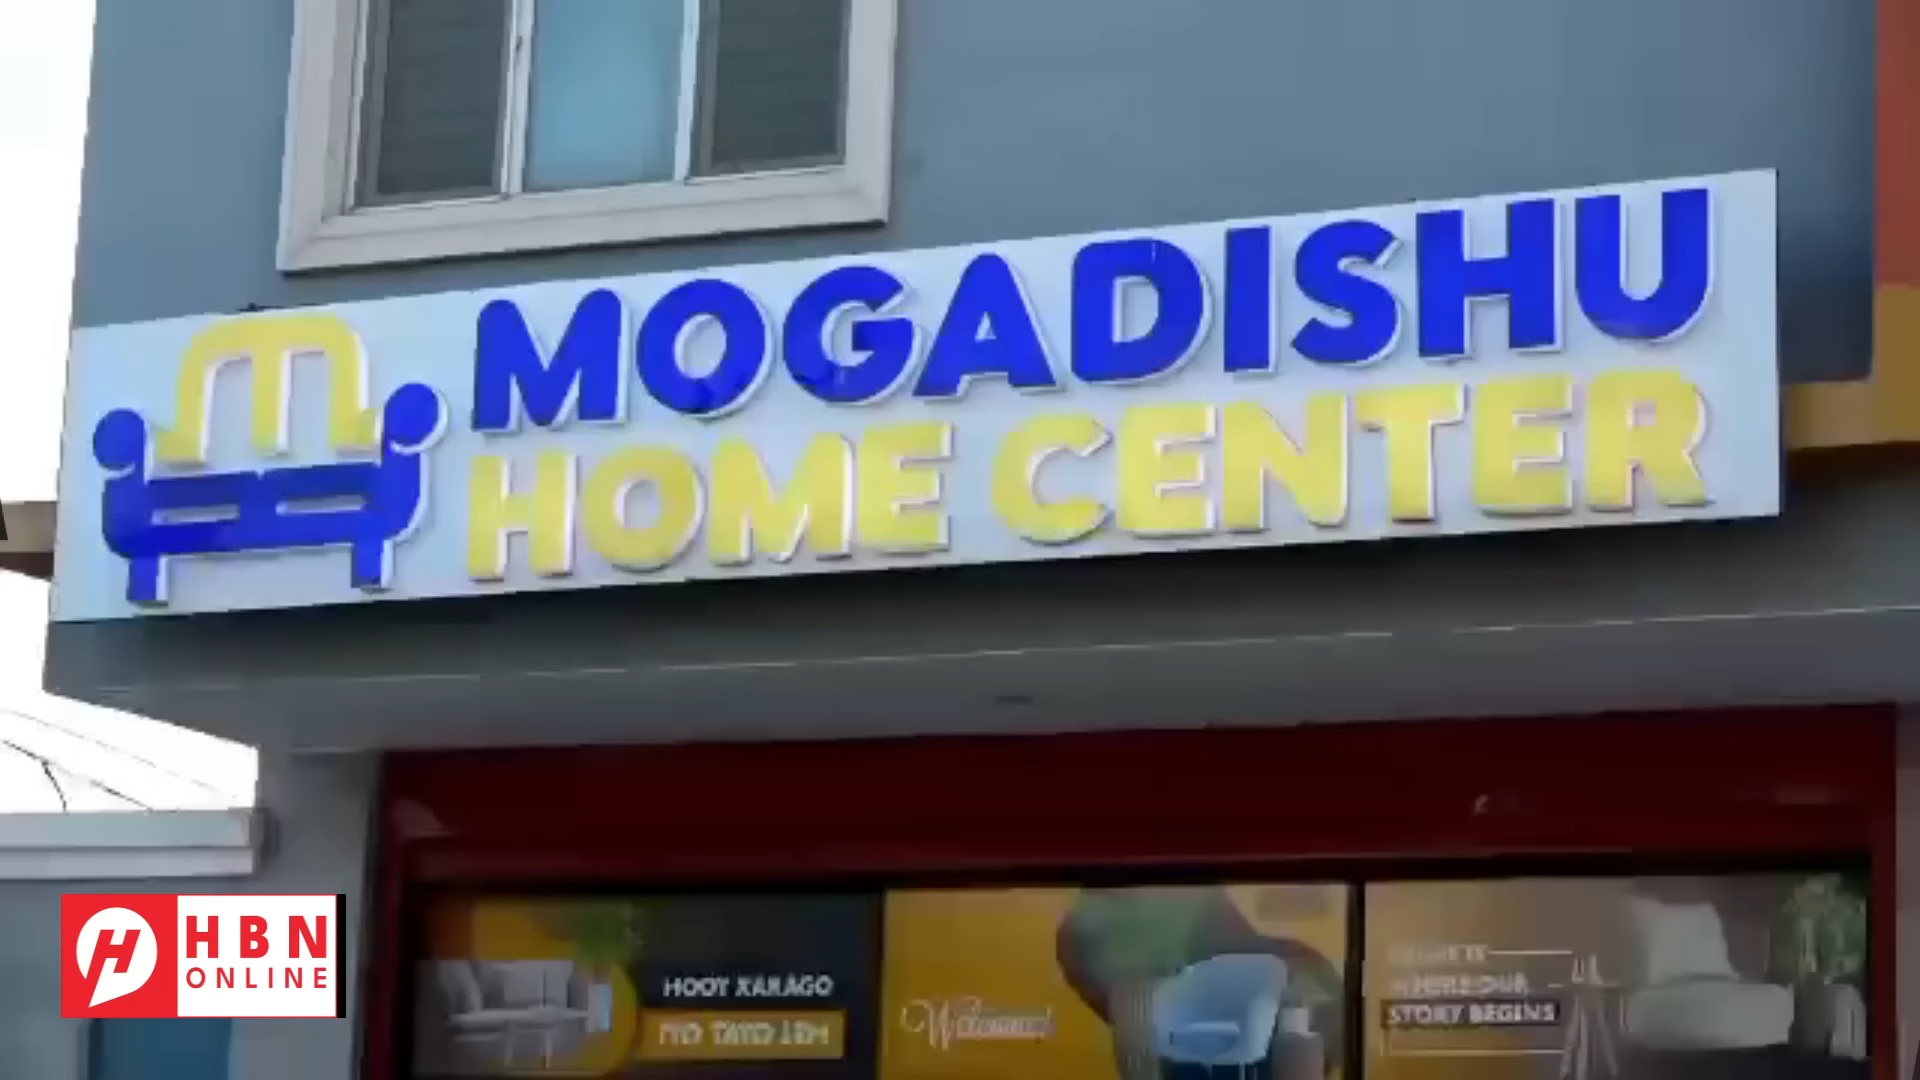 MOGADISHU
HOME CENTER
HOOY XARAGO
Welcome!
STORY BEGINS
HBN
ONLINE